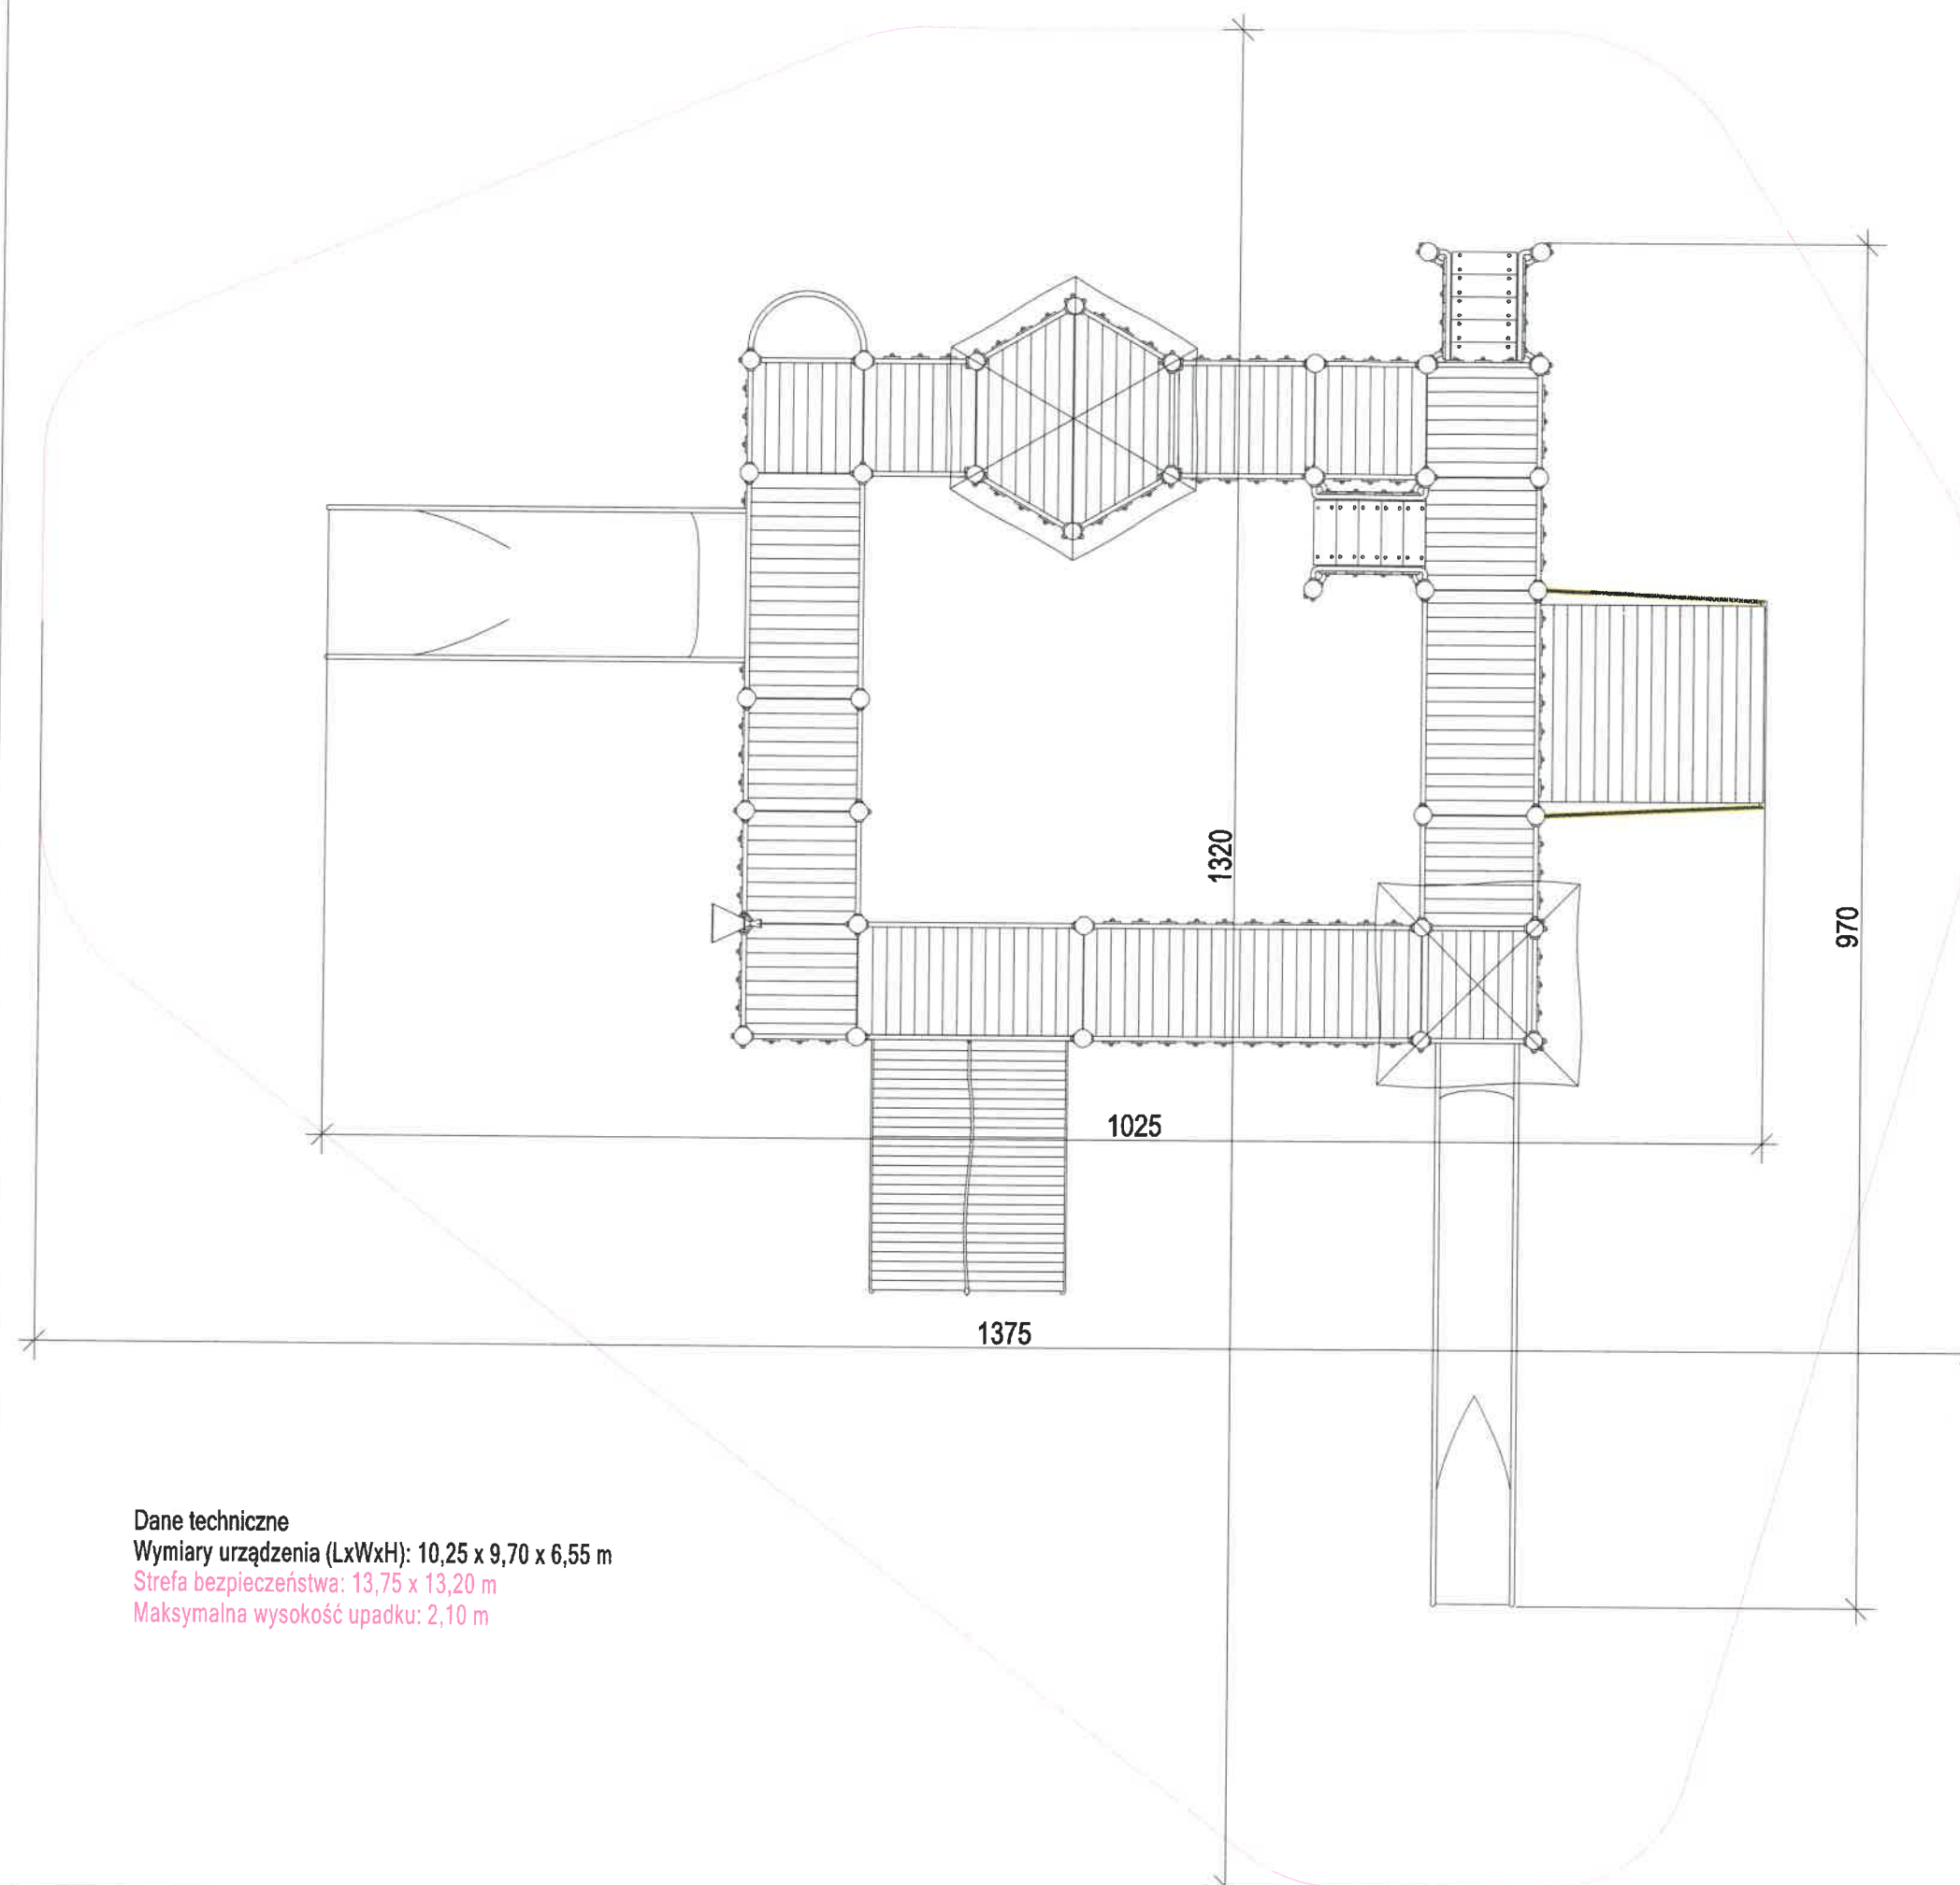 1320
970
1025
1375
Dane techniczne
Wymiary urządzenia (LxWxH): 10,25 x 9,70 x 6,55 m
Strefa bezpieczeństwa: 13,75 x 13,20 m
Maksymalna wysokość upadku: 2,10 m